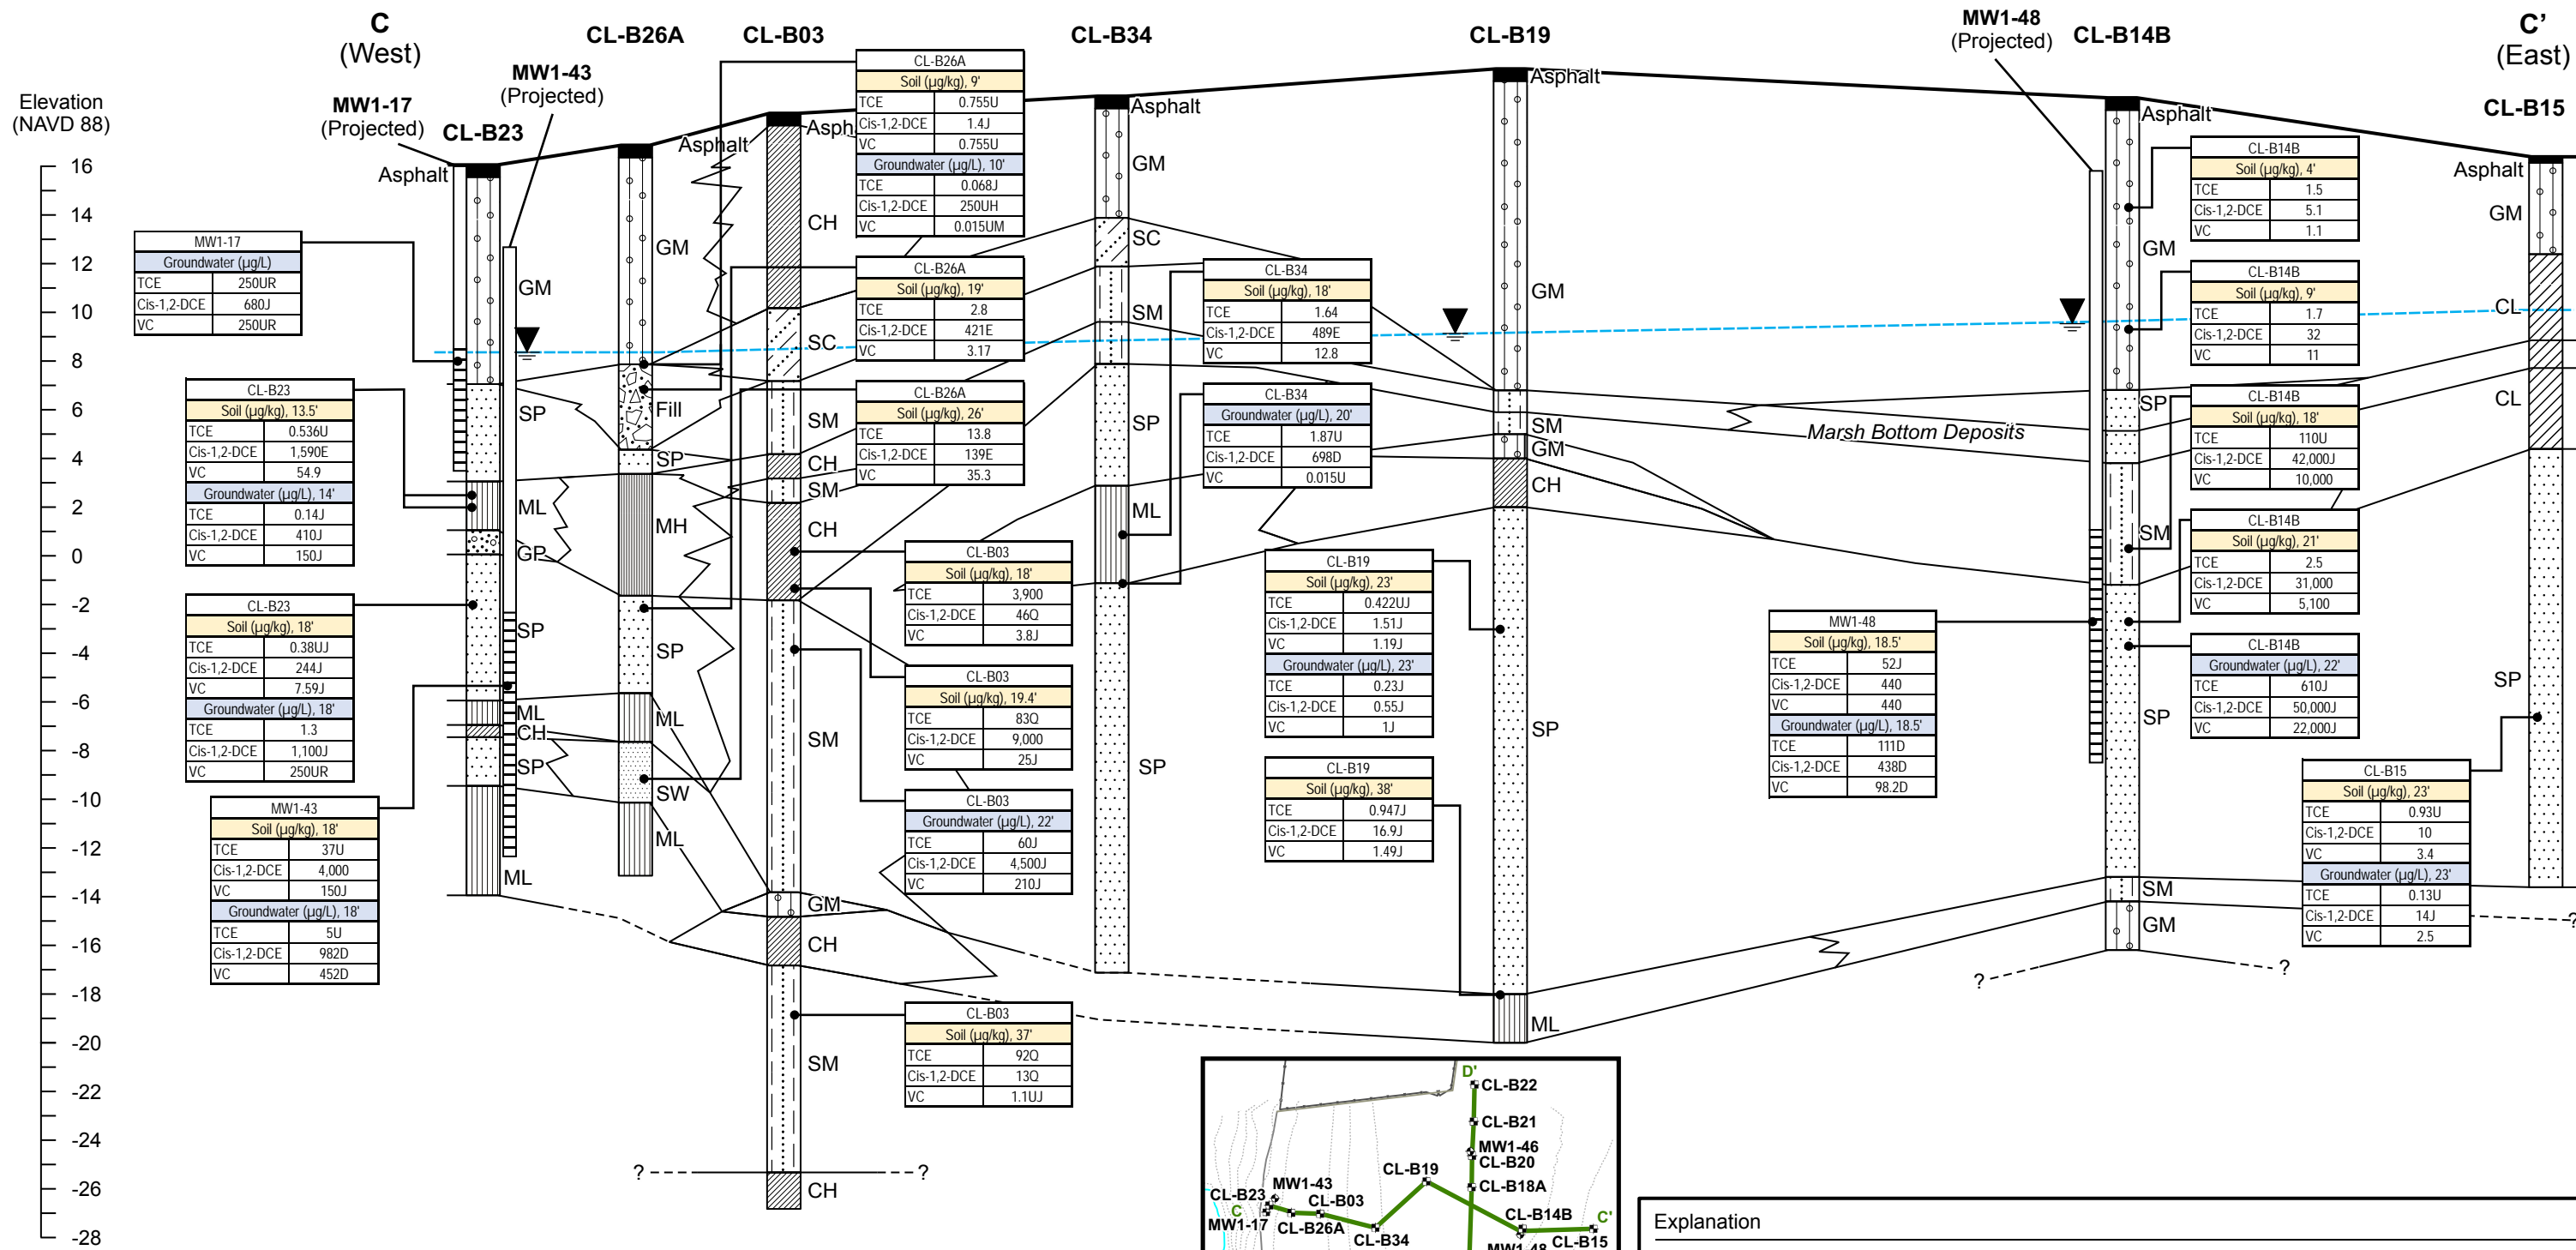 C
(West)
CL-B26A
CL-B03
CL-B34
CL-B19
MW1-48
(Projected)
CL-B14B
C’
(East)
Elevation
(NAVD 88)
MW1-17
(Projected)
CL-B23
MW1-43
(Projected)
CL-B15
16
14
12
10
8
6
4
2
0
-2
-4
-6
-8
-10
-12
-14
-16
-18
-20
-22
-24
-26
-28
MW1-17
Groundwater (µg/L)
TCE 250UR
Cis-1,2-DCE 680J
VC 250UR
CL-B23
Soil (µg/kg), 13.5'
TCE 0.536U
Cis-1,2-DCE 1,590E
VC 54.9
Groundwater (µg/L), 14'
TCE 0.14J
Cis-1,2-DCE 410J
VC 150J
CL-B23
Soil (µg/kg), 18'
TCE 0.38UJ
Cis-1,2-DCE 244J
VC 7.59J
Groundwater (µg/L), 18'
TCE 1.3
Cis-1,2-DCE 1,100J
VC 250UR
MW1-43
Soil (µg/kg), 18'
TCE 37U
Cis-1,2-DCE 4,000
VC 150J
Groundwater (µg/L), 18'
TCE 5U
Cis-1,2-DCE 982D
VC 452D
Asphalt
GM
SP
ML
GP
SP
ML
CH
SP
ML
Asphalt
GM
Fill
SP
MH
SP
ML
SW
ML
Asph
CH
SC
SM
CH
SM
CH
SM
GM
CH
SM
CH
? ?
CL-B26A
Soil (µg/kg), 9'
TCE 0.755U
Cis-1,2-DCE 1.4J
VC 0.755U
Groundwater (µg/L), 10'
TCE 0.068J
Cis-1,2-DCE 250UH
VC 0.015UM
CL-B26A
Soil (µg/kg), 19'
TCE 2.8
Cis-1,2-DCE 421E
VC 3.17
CL-B26A
Soil (µg/kg), 26'
TCE 13.8
Cis-1,2-DCE 139E
VC 35.3
CL-B03
Soil (µg/kg), 18'
TCE 3,900
Cis-1,2-DCE 46Q
VC 3.8J
CL-B03
Soil (µg/kg), 19.4'
TCE 83Q
Cis-1,2-DCE 9,000
VC 25J
CL-B03
Groundwater (µg/L), 22'
TCE 60J
Cis-1,2-DCE 4,500J
VC 210J
CL-B03
Soil (µg/kg), 37'
TCE 92Q
Cis-1,2-DCE 13Q
VC 1.1UJ
Asphalt
GM
SC
SM
SP
ML
SP
CL-B34
Soil (µg/kg), 18'
TCE 1.64
Cis-1,2-DCE 489E
VC 12.8
CL-B34
Groundwater (µg/L), 20'
TCE 1.87U
Cis-1,2-DCE 698D
VC 0.015U
CL-B19
Soil (µg/kg), 23'
TCE 0.422UJ
Cis-1,2-DCE 1.51J
VC 1.19J
Groundwater (µg/L), 23'
TCE 0.23J
Cis-1,2-DCE 0.55J
VC 1J
CL-B19
Soil (µg/kg), 38'
TCE 0.947J
Cis-1,2-DCE 16.9J
VC 1.49J
Asphalt
GM
SM
GM
CH
SP
ML
Marsh Bottom Deposits
MW1-48
Soil (µg/kg), 18.5'
TCE 52J
Cis-1,2-DCE 440
VC 440
Groundwater (µg/L), 18.5'
TCE 111D
Cis-1,2-DCE 438D
VC 98.2D
Asphalt
GM
SP
SM
SP
SM
GM
? ?
CL-B14B
Soil (µg/kg), 4'
TCE 1.5
Cis-1,2-DCE 5.1
VC 1.1
CL-B14B
Soil (µg/kg), 9'
TCE 1.7
Cis-1,2-DCE 32
VC 11
CL-B14B
Soil (µg/kg), 18'
TCE 110U
Cis-1,2-DCE 42,000J
VC 10,000
CL-B14B
Soil (µg/kg), 21'
TCE 2.5
Cis-1,2-DCE 31,000
VC 5,100
CL-B14B
Groundwater (µg/L), 22'
TCE 610J
Cis-1,2-DCE 50,000J
VC 22,000J
CL-B15
Soil (µg/kg), 23'
TCE 0.93U
Cis-1,2-DCE 10
VC 3.4
Groundwater (µg/L), 23'
TCE 0.13U
Cis-1,2-DCE 14J
VC 2.5
Asphalt
GM
CL
CL
SP
?
D'
CL-B22
CL-B21
MW1-46
CL-B20
CL-B19
CL-B18A
MW1-43
CL-B23
CL-B03
C
MW1-17
CL-B26A
CL-B34
CL-B14B
C'
MW1-48
CL-B15
Explanation